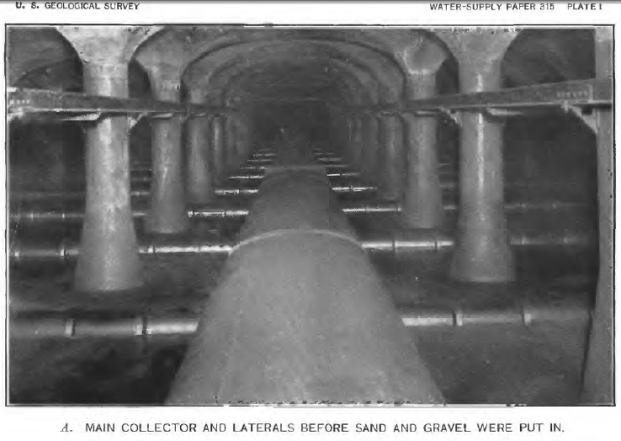 U. S. GEOLOGICAL SURVEY
WATER-SUPPLY PAPER 315 PLATE I
A. MAIN COLLECTOR AND LATERALS BEFORE SAND AND GRAVEL WERE PUT IN.